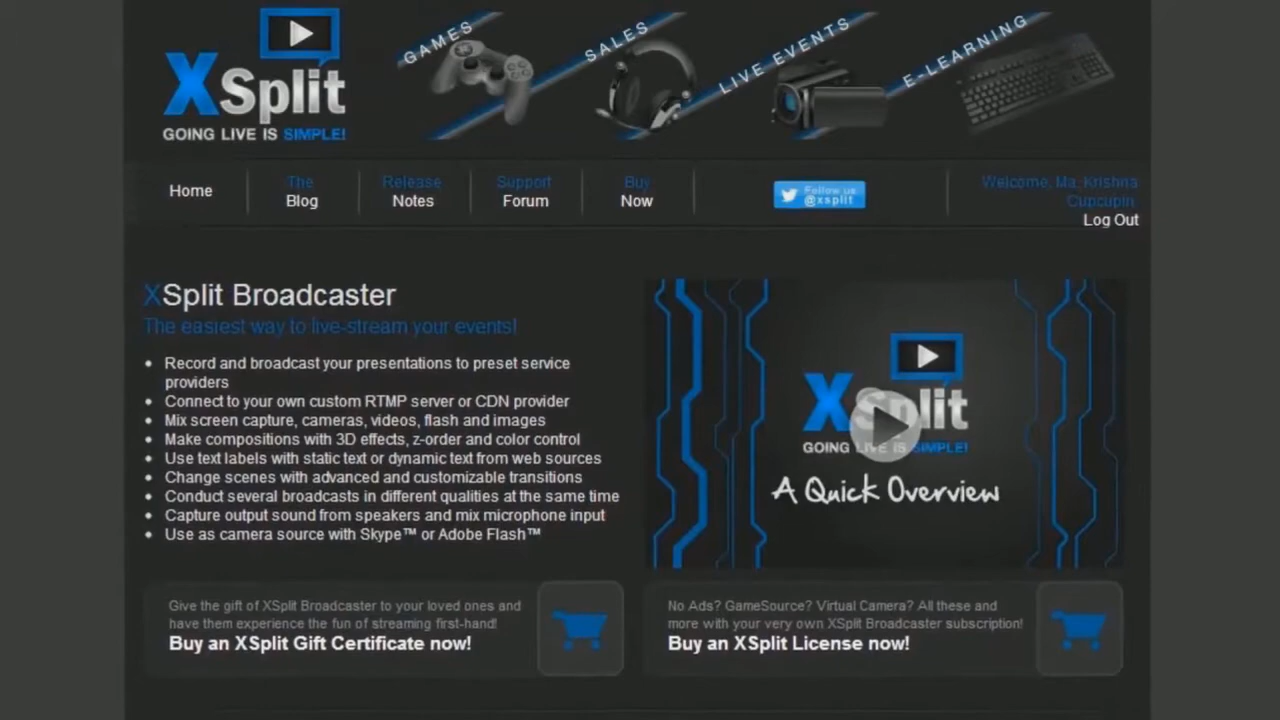 XSplit
GOING LIVE IS SIMPLE!
GAMES
SALES
LIVE EVENTS
E-LEARNING
Home
The
Blog
Release
Notes
Support
Forum
Buy
Now
Follow us
@xsplit
Welcome, Ma. Krishna
Cupcupin.
Log Out
XSplit Broadcaster
The easiest way to live-stream your events!
• Record and broadcast your presentations to preset service
providers
• Connect to your own custom RTMP server or CDN provider
• Mix screen capture, cameras, videos, flash and images
• Make compositions with 3D effects, z-order and color control
• Use text labels with static text or dynamic text from web sources
• Change scenes with advanced and customizable transitions
• Conduct several broadcasts in different qualities at the same time
• Capture output sound from speakers and mix microphone input
• Use as camera source with Skype™ or Adobe Flash™
XSplit
GOING LIVE IS SIMPLE!
A Quick Overview
Give the gift of XSplit Broadcaster to your loved ones and
have them experience the fun of streaming first-hand!
Buy an XSplit Gift Certificate now!
No Ads? GameSource? Virtual Camera? All these and
more with your very own XSplit Broadcaster subscription!
Buy an XSplit License now!